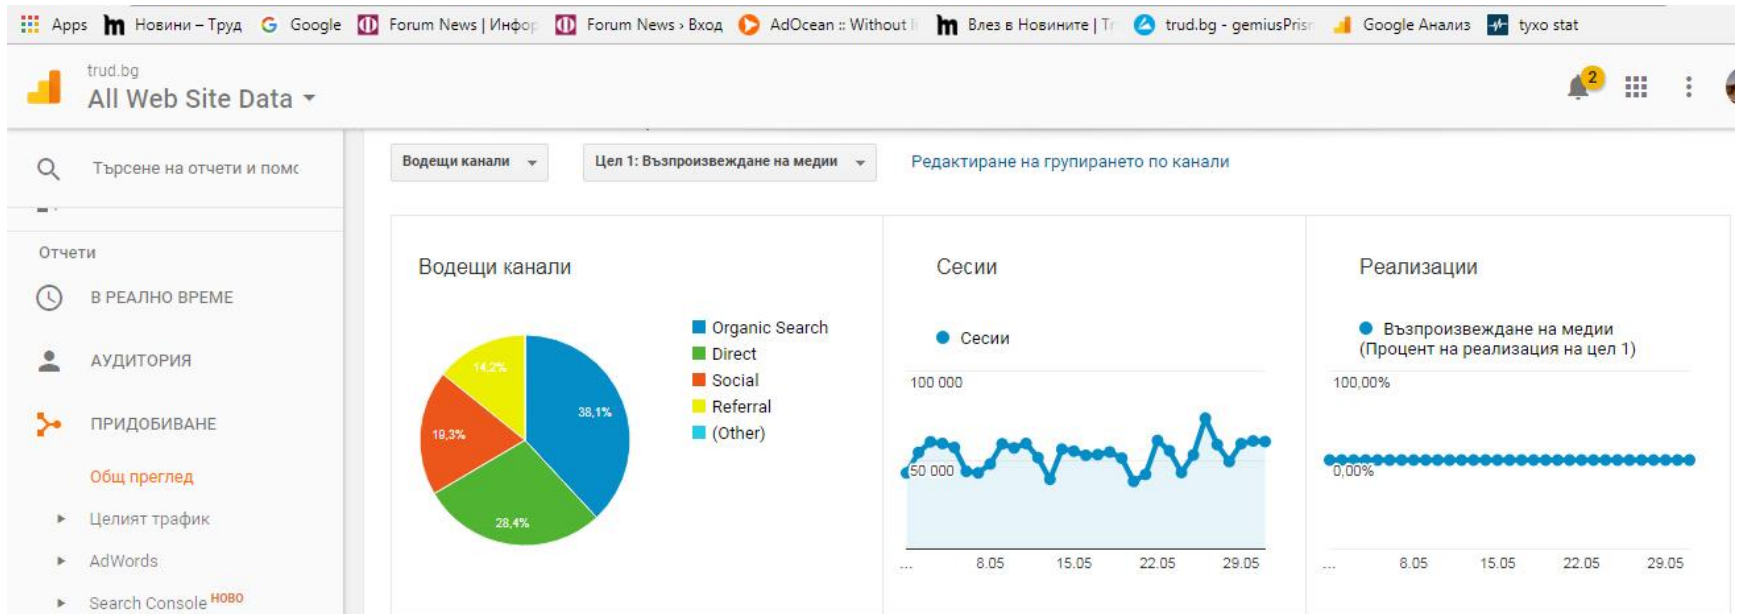 Apps Новини – Труд Google Forum News | Инфор Forum News › Вход AdOcean :: Without li Влез в Новините | Тр trud.bg - gemiusPrism Google Анализ tyxo stat
trud.bg
All Web Site Data
2
Търсене на отчети и помо
Водещи канали
Цел 1: Възпроизвеждане на медии
Редактиране на групирането по канали
Отчети
В РЕАЛНО ВРЕМЕ
АУДИТОРИЯ
ПРИДОБИВАНЕ
Общ преглед
Целият трафик
AdWords
Search Console НОВО
Водещи канали
Organic Search
Direct
Social
Referral
(Other)
14,2%
38,1%
19,3%
28,4%
Сесии
Сесии
100 000
50 000
... 8.05 15.05 22.05 29.05
Реализации
Възпроизвеждане на медии
(Процент на реализация на цел 1)
100,00%
0,00%
... 8.05 15.05 22.05 29.05